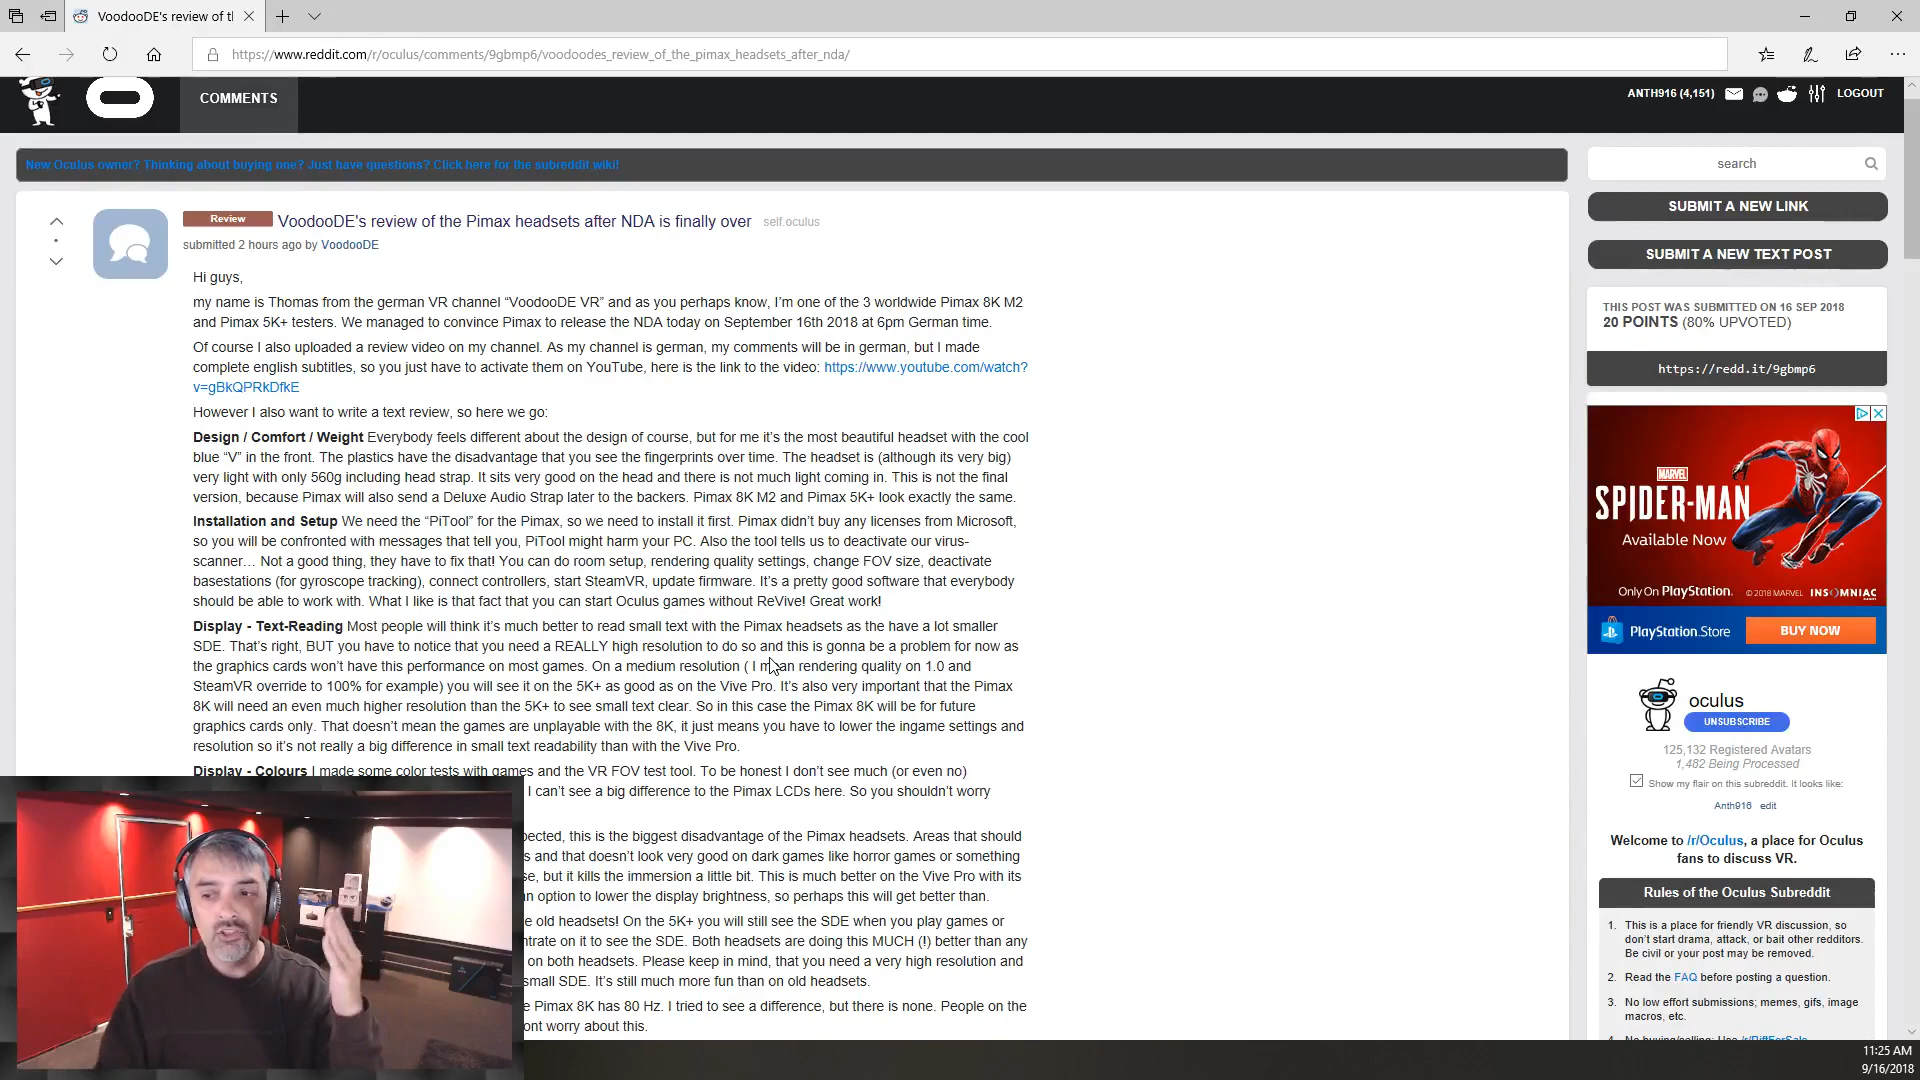 VoodooDE's review of tl
https://www.reddit.com/r/oculus/comments/9gbmp6/voodoodes_review_of_the_pimax_headsets_after_nda/
COMMENTS
ANTH916 (4,151)
LOGOUT
New Oculus owner? Thinking about buying one? Just have questions? Click here for the subreddit wiki!
Review
VoodooDE's review of the Pimax headsets after NDA is finally over self.oculus
submitted 2 hours ago by VoodooDE
Hi guys,
my name is Thomas from the german VR channel “VoodooDE VR” and as you perhaps know, I’m one of the 3 worldwide Pimax 8K M2
and Pimax 5K+ testers. We managed to convince Pimax to release the NDA today on September 16th 2018 at 6pm German time.
Of course I also uploaded a review video on my channel. As my channel is german, my comments will be in german, but I made
complete english subtitles, so you just have to activate them on YouTube, here is the link to the video: https://www.youtube.com/watch?
v=gBkQPRkDfkE
However I also want to write a text review, so here we go:
Design / Comfort / Weight Everybody feels different about the design of course, but for me it’s the most beautiful headset with the cool
blue “V” in the front. The plastics have the disadvantage that you see the fingerprints over time. The headset is (although its very big)
very light with only 560g including head strap. It sits very good on the head and there is not much light coming in. This is not the final
version, because Pimax will also send a Deluxe Audio Strap later to the backers. Pimax 8K M2 and Pimax 5K+ look exactly the same.
Installation and Setup We need the “PiTool” for the Pimax, so we need to install it first. Pimax didn’t buy any licenses from Microsoft,
so you will be confronted with messages that tell you, PiTool might harm your PC. Also the tool tells us to deactivate our virus-
scanner… Not a good thing, they have to fix that! You can do room setup, rendering quality settings, change FOV size, deactivate
basestations (for gyroscope tracking), connect controllers, start SteamVR, update firmware. It’s a pretty good software that everybody
should be able to work with. What I like is that fact that you can start Oculus games without ReVive! Great work!
Display - Text-Reading Most people will think it’s much better to read small text with the Pimax headsets as the have a lot smaller
SDE. That’s right, BUT you have to notice that you need a REALLY high resolution to do so and this is gonna be a problem for now as
the graphics cards won’t have this performance on most games. On a medium resolution ( I mean rendering quality on 1.0 and
SteamVR override to 100% for example) you will see it on the 5K+ as good as on the Vive Pro. It’s also very important that the Pimax
8K will need an even much higher resolution than the 5K+ to see small text clear. So in this case the Pimax 8K will be for future
graphics cards only. That doesn’t mean the games are unplayable with the 8K, it just means you have to lower the ingame settings and
resolution so it’s not really a big difference in small text readability than with the Vive Pro.
Display - Colours I made some color tests with games and the VR FOV test tool. To be honest I don’t see much (or even no)
I can’t see a big difference to the Pimax LCDs here. So you shouldn’t worry
pected, this is the biggest disadvantage of the Pimax headsets. Areas that should
s and that doesn’t look very good on dark games like horror games or something
se, but it kills the immersion a little bit. This is much better on the Vive Pro with its
n option to lower the display brightness, so perhaps this will get better than.
e old headsets! On the 5K+ you will still see the SDE when you play games or
ntrate on it to see the SDE. Both headsets are doing this MUCH (!) better than any
on both headsets. Please keep in mind, that you need a very high resolution and
small SDE. It’s still much more fun than on old headsets.
e Pimax 8K has 80 Hz. I tried to see a difference, but there is none. People on the
ont worry about this.
search
SUBMIT A NEW LINK
SUBMIT A NEW TEXT POST
THIS POST WAS SUBMITTED ON 16 SEP 2018
20 POINTS (80% UPVOTED)
https://redd.it/9gbmp6
MARVEL
SPIDER-MAN
Available Now
Only On PlayStation. © 2018 MARVEL INSOMNIAC GAMES
PlayStation.Store BUY NOW
oculus
UNSUBSCRIBE
125,132 Registered Avatars
1,482 Being Processed
Show my flair on this subreddit. It looks like:
Anth916 edit
Welcome to /r/Oculus, a place for Oculus
fans to discuss VR.
Rules of the Oculus Subreddit
1. This is a place for friendly VR discussion, so
don't start drama, attack, or bait other redditors.
Be civil or your post may be removed.
2. Read the FAQ before posting a question.
3. No low effort submissions; memes, gifs, image
macros, etc.
4. No buying/selling: Use /r/RiftForSale
11:25 AM
9/16/2018